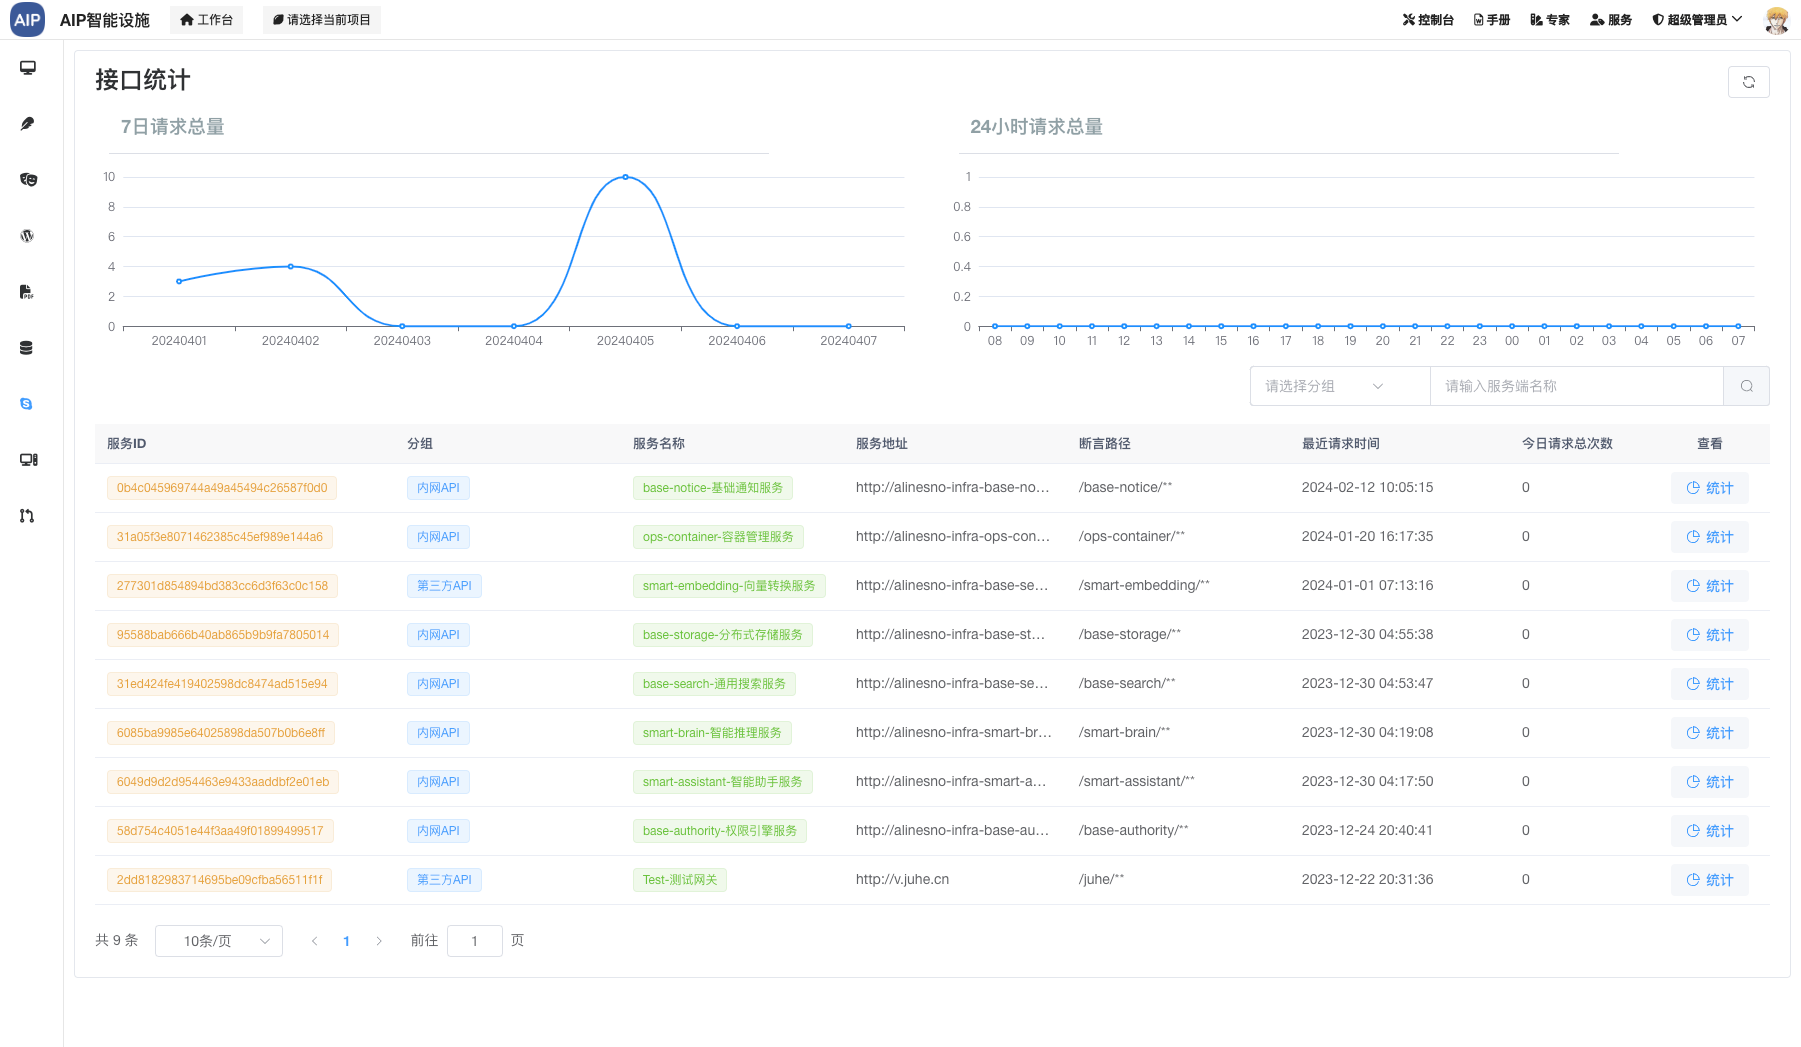 AIP AIP智能设施 工作台 请选择当前项目 控制台 手册 专家 服务 超级管理员
接口统计
7日请求总量
10
8
6
4
2
0
20240401 20240402 20240403 20240404 20240405 20240406 20240407
24小时请求总量
1
0.8
0.6
0.4
0.2
0
08 09 10 11 12 13 14 15 16 17 18 19 20 21 22 23 00 01 02 03 04 05 06 07
请选择分组 请输入服务端名称
服务ID 分组 服务名称 服务地址 断言路径 最近请求时间 今日请求总次数 查看
0b4c045969744a49a45494c26587f0d0 内网API base-notice-基础通知服务 http://alinesno-infra-base-no... /base-notice/** 2024-02-12 10:05:15 0 统计
31a05f3e8071462385c45ef989e144a6 内网API ops-container-容器管理服务 http://alinesno-infra-ops-con... /ops-container/** 2024-01-20 16:17:35 0 统计
277301d854894bd383cc6d3f63c0c158 第三方API smart-embedding-向量转换服务 http://alinesno-infra-base-se... /smart-embedding/** 2024-01-01 07:13:16 0 统计
95588bab666b40ab865b9b9fa7805014 内网API base-storage-分布式存储服务 http://alinesno-infra-base-st... /base-storage/** 2023-12-30 04:55:38 0 统计
31ed424fe419402598dc8474ad515e94 内网API base-search-通用搜索服务 http://alinesno-infra-base-se... /base-search/** 2023-12-30 04:53:47 0 统计
6085ba9985e64025898da507b0b6e8ff 内网API smart-brain-智能推理服务 http://alinesno-infra-smart-br... /smart-brain/** 2023-12-30 04:19:08 0 统计
6049d9d2d954463e9433aaddbf2e01eb 内网API smart-assistant-智能助手服务 http://alinesno-infra-smart-a... /smart-assistant/** 2023-12-30 04:17:50 0 统计
58d754c4051e44f3aa49f01899499517 内网API base-authority-权限引擎服务 http://alinesno-infra-base-au... /base-authority/** 2023-12-24 20:40:41 0 统计
2dd8182983714695be09cfba56511f1f 第三方API Test-测试网关 http://v.juhe.cn /juhe/** 2023-12-22 20:31:36 0 统计
共 9 条 10条/页 1 前往 1 页